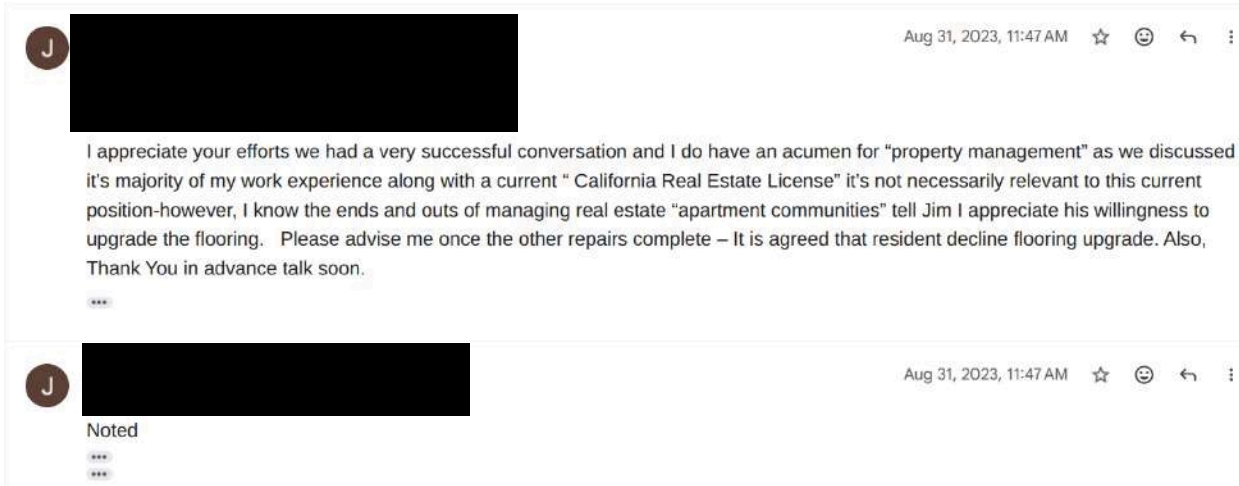 J
Aug 31, 2023, 11:47 AM
I appreciate your efforts we had a very successful conversation and I do have an acumen for “property management” as we discussed
it's majority of my work experience along with a current “ California Real Estate License” it's not necessarily relevant to this current
position-however, I know the ends and outs of managing real estate “apartment communities” tell Jim I appreciate his willingness to
upgrade the flooring.   Please advise me once the other repairs complete – It is agreed that resident decline flooring upgrade. Also,
Thank You in advance talk soon.
J
Aug 31, 2023, 11:47 AM
Noted